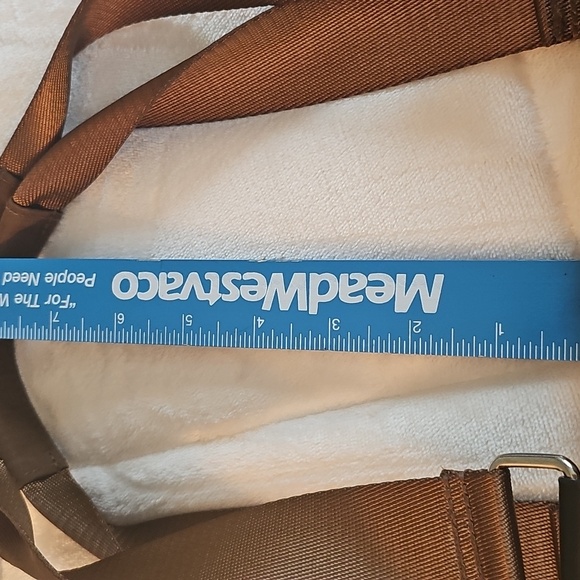 MeadWestvaco
"For The W
People Need
1 2 3 4 5 6 7